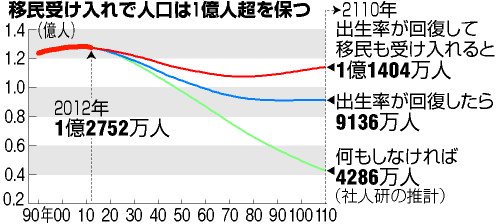 移民受け入れで人口は1億人超を保つ
(億人)
1.4
1.2
1.0
0.8
0.6
0.4
0.2
2012年
1億2752万人
2110年
出生率が回復して
移民も受け入れると
1億1404万人
出生率が回復したら
9136万人
何もしなければ
4286万人
(社人研の推計)
90年00 10 20 30 40 50 60 70 80 90 100 110